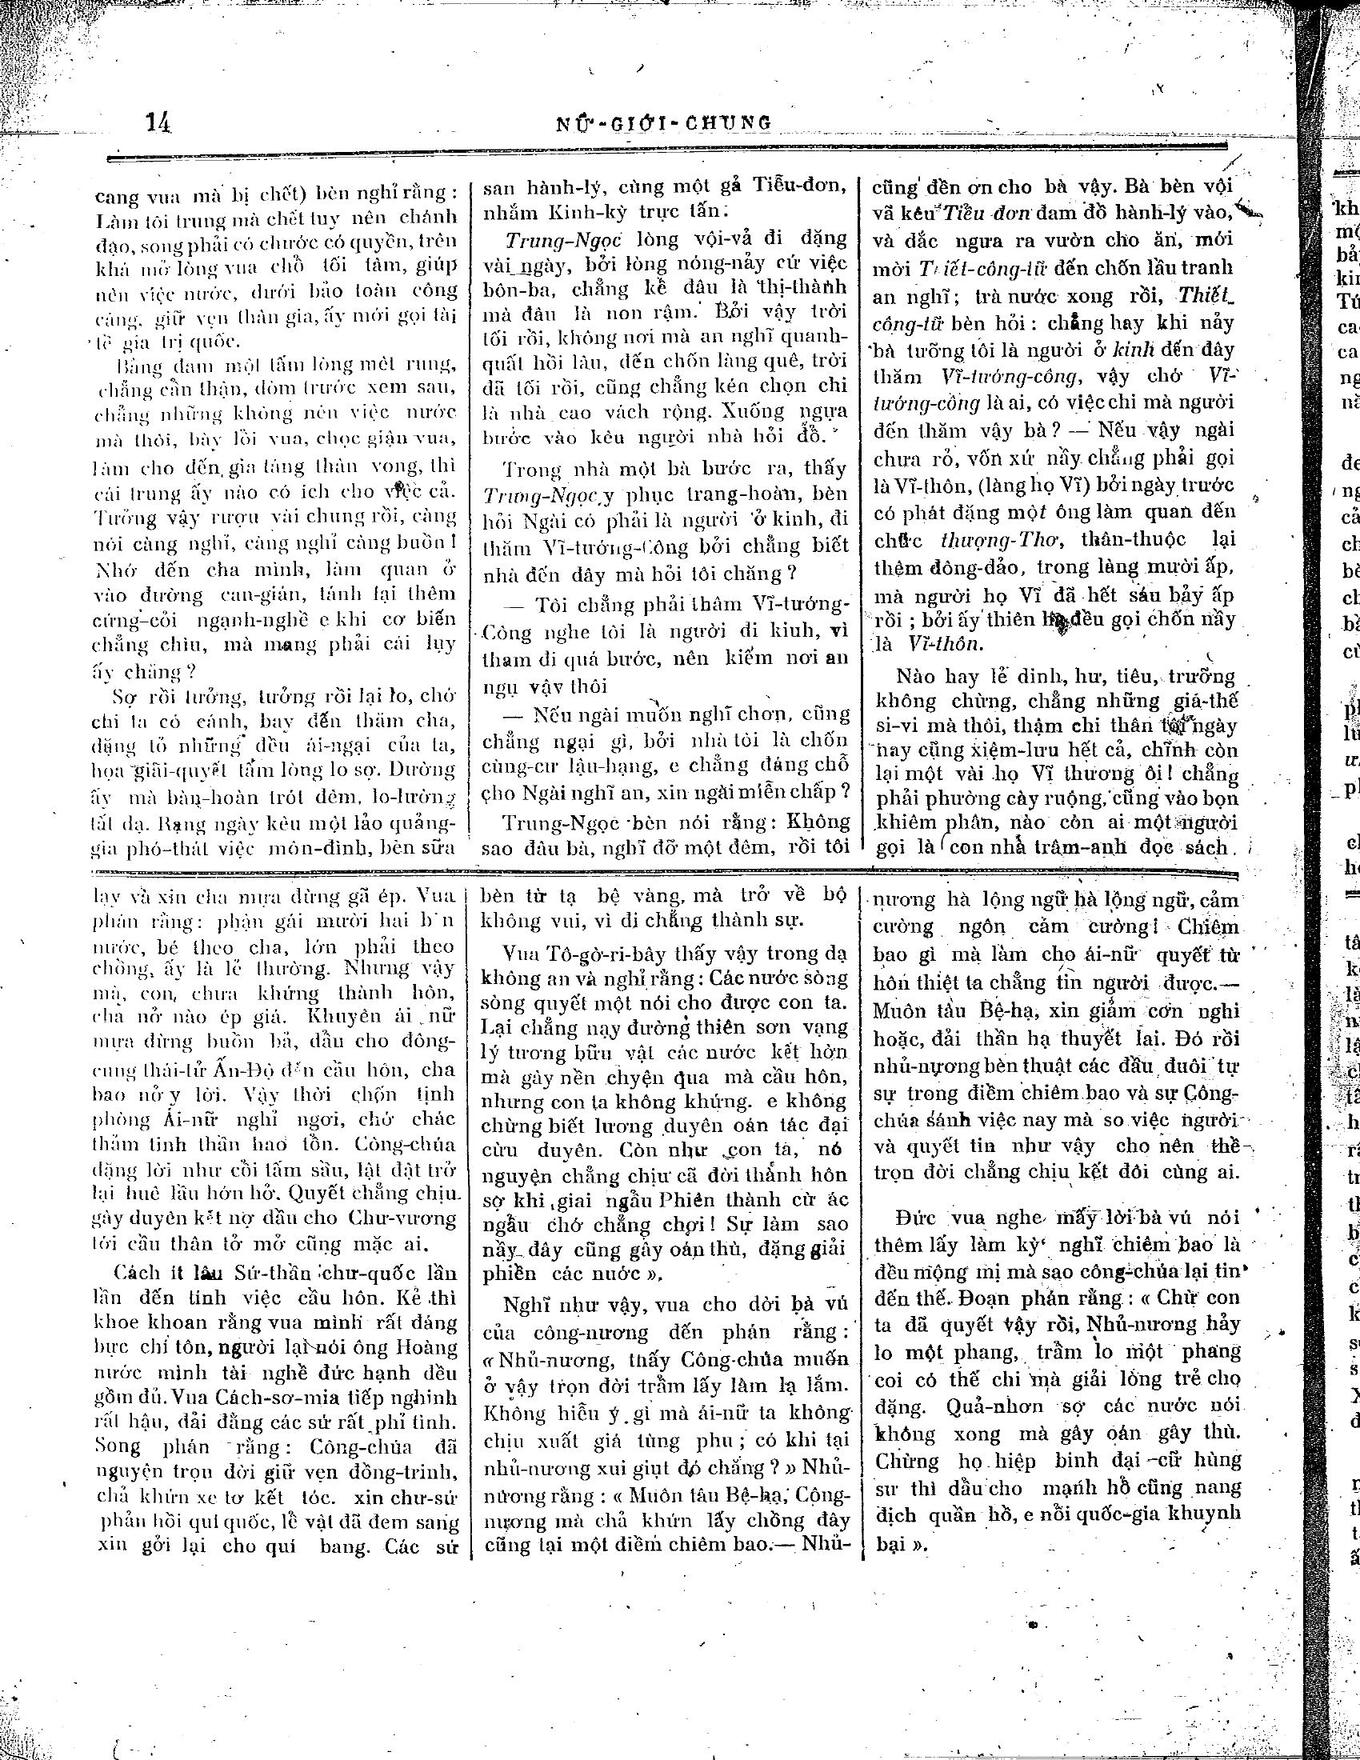 14
NỮ-GIỚI-CHUNG
cang vua mà bị chết) bèn nghỉ rằng :
Làm tôi trung mà chết tuy nên chánh
đạo, song phải có chước có quyền, trên
khá mở lòng vua chỗ tối tăm, giúp
nên việc nước, dưới bảo toàn công
cáng, giữ vẹn thân gia, ấy mới gọi tài
tề gia trị quốc.
Bằng đam một tấm lòng mêt rung,
chẳng cẩn thận, dòm trước xem sau,
chẳng những không nên việc nước
mà thôi, bày lỗi vua, chọc giận vua,
làm cho đến gia táng thân vong, thì
cái trung ấy nào có ích cho việc cả.
Tưởng vậy rượu vài chung rồi, càng
nói càng nghỉ, càng nghỉ càng buồn !
Nhớ đến cha mình, làm quan ở
vào đường can-gián, tánh lại thêm
cứng-cỏi ngạnh-nghề e khi cơ biến
chẳng chìu, mà mang phải cái lụy
ấy chăng ?
Sợ rồi tưởng, tưởng rồi lại lo, chớ
chi ta có cánh, bay đến thăm cha,
dặng tỏ những đều ái-ngại của ta,
họa giãi-quyết tấm lòng lo sợ. Dường
ấy mà bàn-hoàn trót đêm, lo-lường
tất dạ. Rạng ngày kêu một lảo quảng-
gia phó-thát việc môn-đình, bèn sữa
san hành-lý, cùng một gả Tiễu-đơn,
nhắm Kinh-kỳ trực tấn.
Trung-Ngọc lòng vội-vả đi dặng
vài ngày, bởi lòng nóng-nảy cứ việc
bôn-ba, chẳng kể đâu là thị-thành
mà đâu là non rậm. Bởi vậy trời
tối rồi, không nơi mà an nghĩ quanh-
quất hồi lâu, đến chốn làng quê, trời
đã tối rồi, cũng chẳng kén chọn chi
là nhà cao vách rộng. Xuống ngựa
bước vào kêu người nhà hỏi đồ.
Trong nhà một bà bước ra, thấy
Trung-Ngọc y phục trang-hoàn, bèn
hỏi Ngài có phải là người ở kinh, đi
thăm Vĩ-tướng-Công bởi chẳng biết
nhà đến đây mà hỏi tôi chăng ?
— Tôi chẳng phải thâm Vĩ-tướng-
Công nghe tôi là người đi kinh, vì
tham đi quá bước, nên kiếm nơi an
ngụ vậy thôi
— Nếu ngài muốn nghĩ chơn, cũng
chẳng ngại gì, bởi nhà tôi là chốn
cùng-cư lậu-hạng, e chẳng đáng chỗ
cho Ngài nghĩ an, xin ngài miễn chấp ?
Trung-Ngọc bèn nói rằng : Không
sao đâu bà, nghĩ đỡ một đêm, rồi tôi
cũng đền ơn cho bà vậy. Bà bèn vội
vã kêu Tiễu đơn đam đồ hành-lý vào,
và dắc ngưa ra vườn cho ăn, mới
mời Tiết-công-tữ đến chốn lầu tranh
an nghĩ ; trà nước xong rồi, Thiết
công-tữ bèn hỏi : chẳng hay khi nảy
bà tưỡng tôi là người ở kinh đến đây
thăm Vĩ-tướng-công, vậy chớ Vĩ-
tướng-công là ai, có việc chi mà người
đến thăm vậy bà ? — Nếu vậy ngài
chưa rỏ, vốn xứ nầy chẳng phải gọi
là Vĩ-thôn, (làng họ Vĩ) bởi ngày trước
có phát đặng một ông làm quan đến
chức thượng-Thơ, thân-thuộc lại
thêm đông-đảo, trong làng mười ấp,
mà người họ Vĩ đã hết sáu bảy ấp
rồi ; bởi ấy thiên hạ đều gọi chốn nầy
là Vĩ-thôn.
Nào hay lẻ dinh, hư, tiêu, trưỡng
không chừng, chẳng những giá-thế
si-vi mà thôi, thậm chi thân tới ngày
nay cũng xiệm-lưu hết cả, chỉnh còn
lại một vài họ Vĩ thương ôi ! chẳng
phải phường cày ruộng, cũng vào bọn
khiêm phân, nào còn ai một người
gọi là con nhà trâm-anh đọc sách.
lạy và xin cha mựa đừng gã ép. Vua
phán rằng : phận gái mười hai bến
nước, bé theo cha, lớn phải theo
chồng, ấy là lẻ thường. Nhưng vậy
mà, con, chưa khứng thành hôn,
cha nở nào ép giá. Khuyên ái nữ
mựa đừng buồn bả, dầu cho đông-
cung thái-tử Ấn-Độ đến cầu hôn, cha
bao nở y lời. Vậy thời chốn tịnh
phòng Ái-nữ nghỉ ngơi, chớ chác
thảm tinh thần hao tổn. Công-chúa
dặng lời như cổi tấm sầu, lật dật trở
lại huê lầu hớn hở. Quyết chẳng chịu
gây duyên kết nợ dầu cho Chư-vương
tới cầu thân tở mở cũng mặc ai.
Cách ít lâu Sứ-thần chư-quốc lần
lần đến tỉnh việc cầu hôn. Kẻ thì
khoe khoan rằng vua mình rất đáng
bực chí tôn, người lại nói ông Hoàng
nước mình tài nghề đức hạnh đều
gồm đủ. Vua Cách-sơ-mia tiếp nghinh
rất hậu, đải đằng các sứ rất phỉ tình.
Song phán rằng : Công-chúa đã
nguyện trọn đời giữ vẹn đồng-trinh,
chả khứn xe tơ kết tóc. xin chư-sứ
phản hồi qui quốc, lể vật đã đem sang
xin gởi lại cho quí bang. Các sứ
bèn từ tạ bệ vàng, mà trở về bộ
không vui, vì đi chẳng thành sự.
Vua Tô-gờ-ri-bây thấy vậy trong dạ
không an và nghỉ rằng : Các nước sòng
sòng quyết một nói cho được con ta.
Lại chẳng nạy đường thiên sơn vạng
lý tương bữu vật các nước kết hờn
mà gảy nền chyện qua mà cầu hôn,
nhưng con ta không khứng. e không
chừng biết lương duyên oán tác đại
cừu duyên. Còn như con ta, nó
nguyện chẳng chịư cã đời thành hôn
sợ khi giai ngẫu Phiên thành cừ ác
ngẫu chớ chẳng chơi ! Sự làm sao
nầy đây cũng gây oán thù, đặng giải
phiền các nước ».
Nghĩ như vậy, vua cho dời bà vú
của công-nương đến phán rằng :
« Nhủ-nương, thấy Công-chúa muốn
ở vậy trọn đời trẫm lấy làm lạ lắm.
Không hiểu ý gì mà ái-nữ ta không
chịu xuất giá tùng phu ; có khi tại
nhủ-nương xui giụt đó chăng ? » Nhủ-
nương rằng : « Muôn tâu Bệ-hạ, Công-
nương mà chả khứn lấy chồng đây
cũng tại một điềm chiêm bao.— Nhủ-
nương hà lộng ngữ hà lộng ngữ, cảm
cường ngôn cảm cường ! Chiêm
bao gì mà làm cho ái-nữ quyết từ
hôn thiệt ta chẳng tin người được.—
Muôn tâu Bệ-hạ, xin giảm cơn nghi
hoặc, đải thần hạ thuyết lai. Đó rồi
nhủ-nương bèn thuật các đầu đuôi tự
sự trong điềm chiêm bao và sự Công-
chúa sánh việc nay mà so việc người
và quyết tin như vậy cho nên thề
trọn đời chẳng chịu kết đôi cùng ai.
Đức vua nghe mấy lời bà vú nói
thêm lấy làm kỳ nghĩ chiêm bao là
đều mộng mị mà sao công-chúa lại tin
đến thế. Đoạn phán rằng : « Chừ con
ta đã quyết vậy rồi, Nhủ-nương hảy
lo một phang, trẫm lo một phang
coi có thế chi mà giải lòng trẻ cho
đặng. Quả-nhơn sợ các nước nói
không xong mà gây oán gây thù.
Chừng họ hiệp binh đại cữ hùng
sư thì dầu cho mạnh hổ cũng nang
địch quần hồ, e nỗi quốc-gia khuynh
bại ».